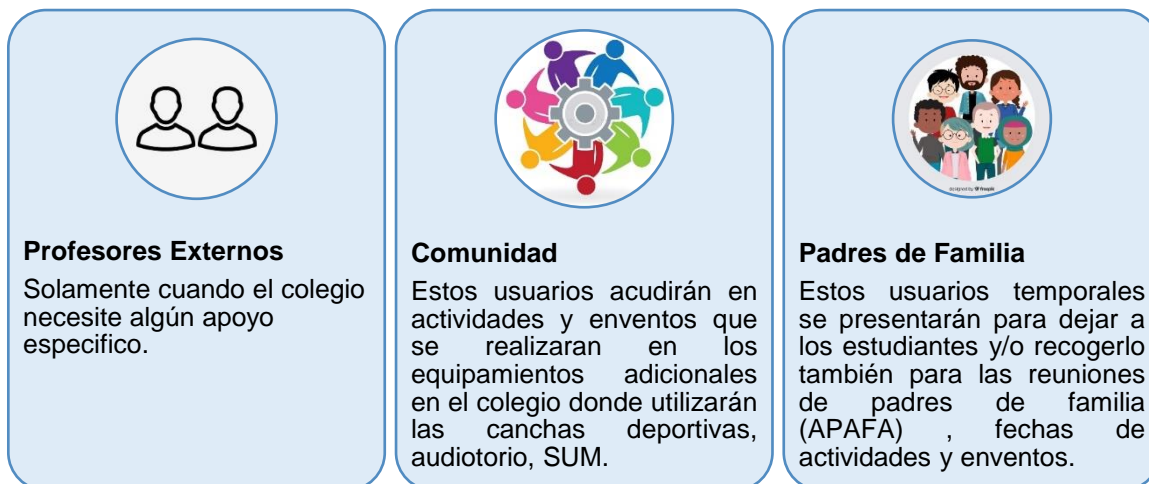 Profesores Externos
Solamente cuando el colegio
necesite algún apoyo
especifico.
Comunidad
Estos usuarios acudirán en
actividades y enventos que
se realizaran en los
equipamientos adicionales
en el colegio donde utilizarán
las canchas deportivas,
audiotorio, SUM.
designed by freepik
Padres de Familia
Estos usuarios temporales
se presentarán para dejar a
los estudiantes y/o recogerlo
también para las reuniones
de padres de familia
(APAFA) , fechas de
actividades y enventos.